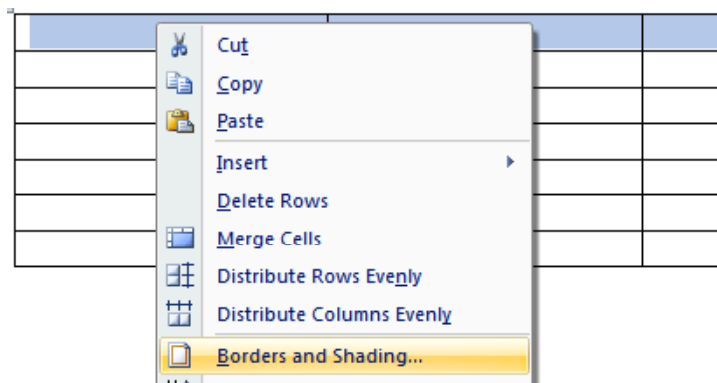 Cut
Copy
Paste
Insert
Delete Rows
Merge Cells
Distribute Rows Evenly
Distribute Columns Evenly
Borders and Shading...